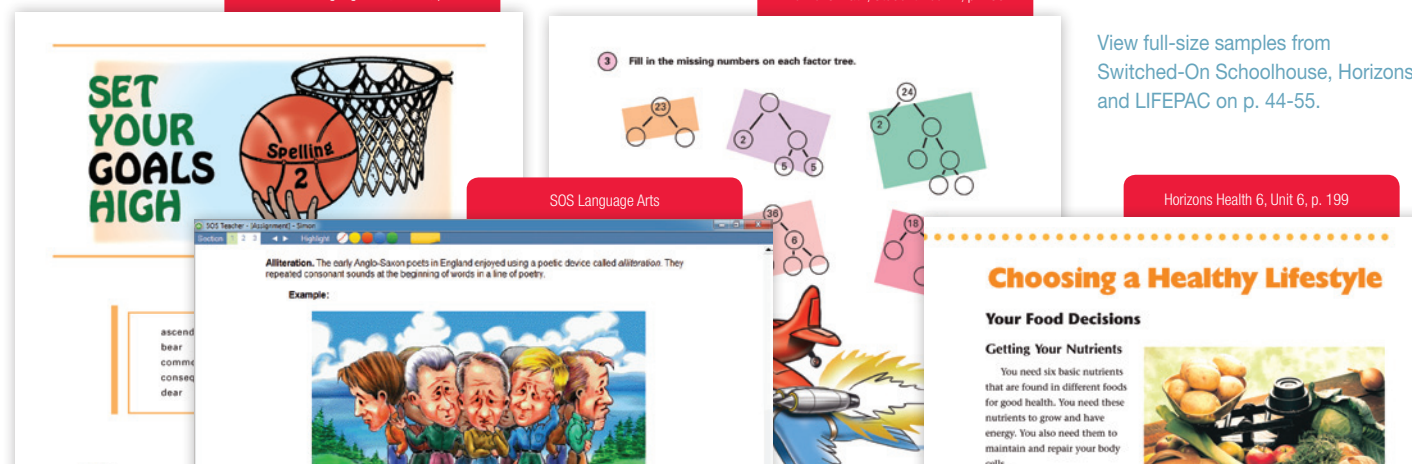 SET
YOUR
GOALS
HIGH
Spelling
2
ascend
bear
dear
3 Fill in the missing numbers on each factor tree.
23
2
5 5
24
2
36
6
18
View full-size samples from
Switched-On Schoolhouse, Horizons
and LIFEPAC on p. 44-55.
SOS Language Arts
SOS Teacher - [Assignment] - Simon
Section 1 2 3 Highlight
Alliteration. The early Anglo-Saxon poets in England enjoyed using a poetic device called alliteration. They
repeated consonant sounds at the beginning of words in a line of poetry.
Example:
Horizons Health 6, Unit 6, p. 199
Choosing a Healthy Lifestyle
Your Food Decisions
Getting Your Nutrients
You need six basic nutrients
that are found in different foods
for good health. You need these
nutrients to grow and have
energy. You also need them to
maintain and repair your body
cells.